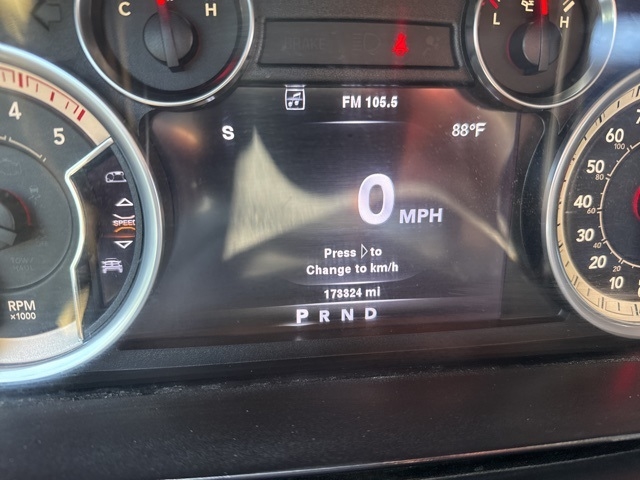 C H
L H
FM 105.5
S 88°F
4
5
SPEED
0 MPH
Press ▷ to
Change to km/h
173324 mi
P R N D
RPM
x1000
60
50
40
30
20
10